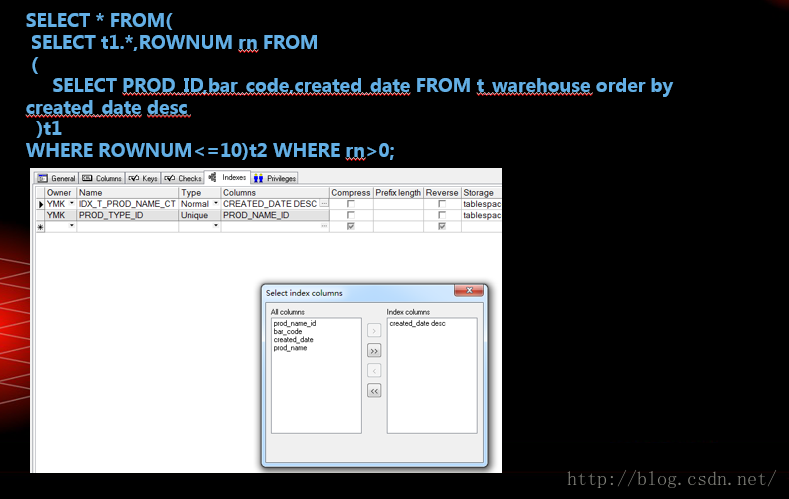 SELECT * FROM(
SELECT t1.*,ROWNUM rn FROM
(
SELECT PROD_ID,bar_code,created_date FROM t_warehouse order by
created_date desc
)t1
WHERE ROWNUM<=10)t2 WHERE rn>0;
General Columns Keys Checks Indexes Privileges
Owner Name Type Columns Compress Prefix length Reverse Storage
YMK IDX_T_PROD_NAME_CT Normal CREATED_DATE DESC ... tablespac
YMK PROD_TYPE_ID Unique PROD_NAME_ID tablespac
...
Select index columns
All columns Index columns
prod_name_id created_date desc
bar_code
created_date
prod_name
>
>>
<
<<
http://blog.csdn.net/